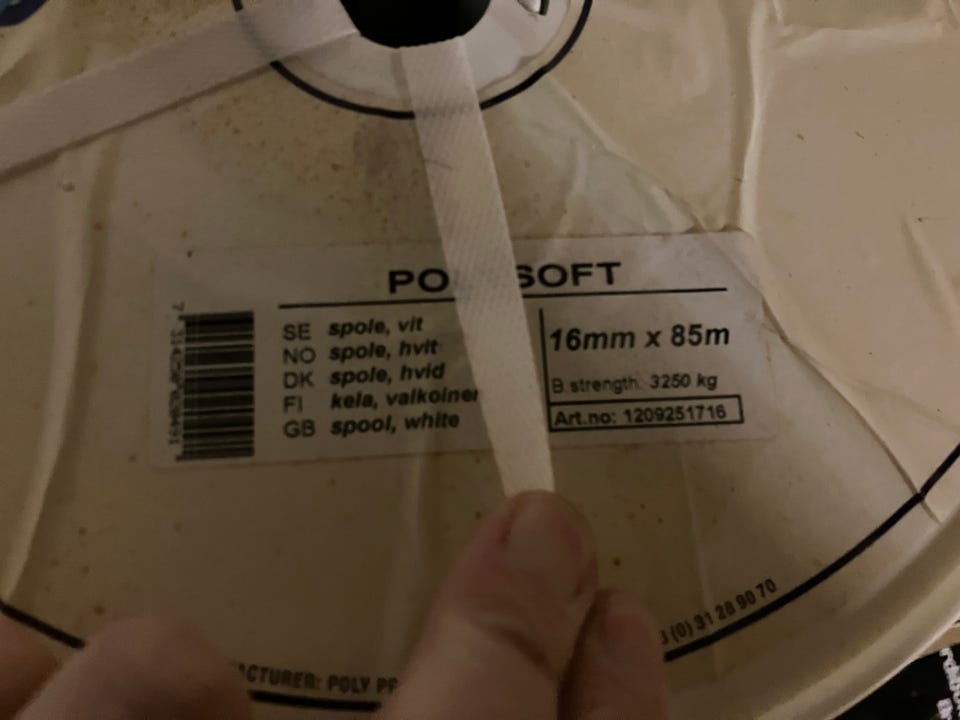 PO SOFT
SE spole, vit
NO spole, hvit
DK spole, hvid
FI kela, valkoinen
GB spool, white
16mm x 85m
B.strength: 3250 kg
Art.no: 1209251716
ACTURER: POLY PR
(0) 31 28 90 70